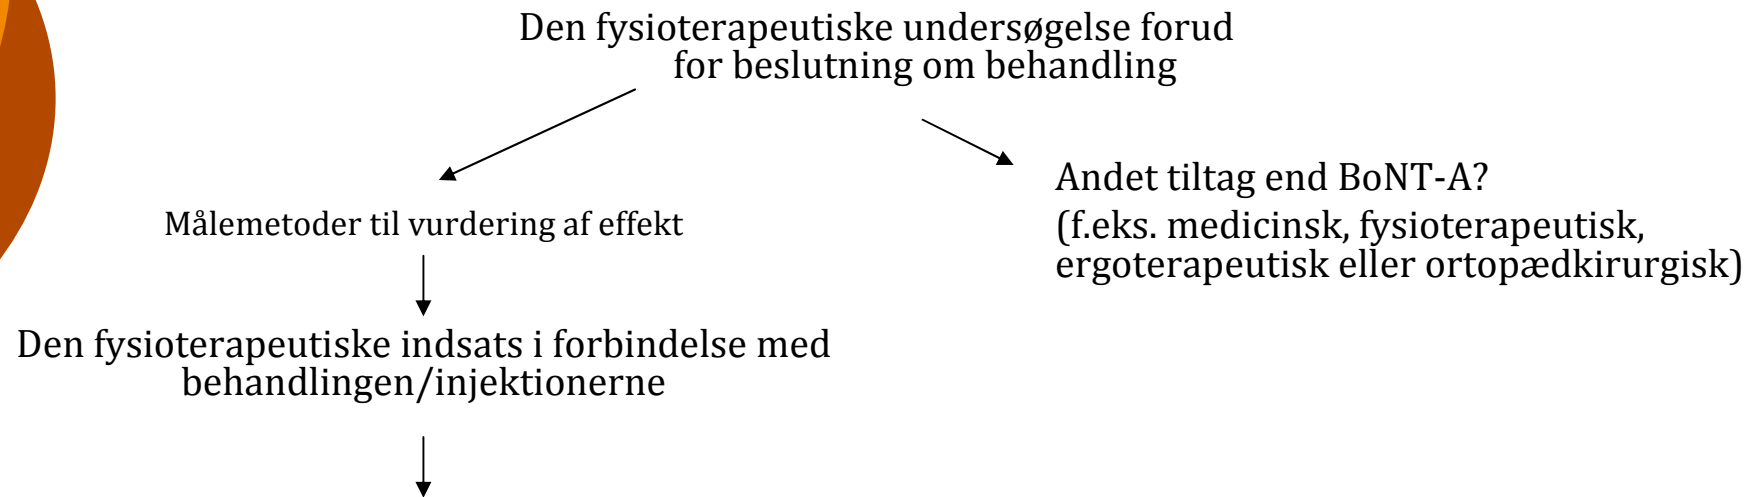 Den fysioterapeutiske undersøgelse forud
for beslutning om behandling
Andet tiltag end BoNT-A?
(f.eks. medicinsk, fysioterapeutisk,
ergoterapeutisk eller ortopædkirurgisk)
Målemetoder til vurdering af effekt
Den fysioterapeutiske indsats i forbindelse med
behandlingen/injektionerne